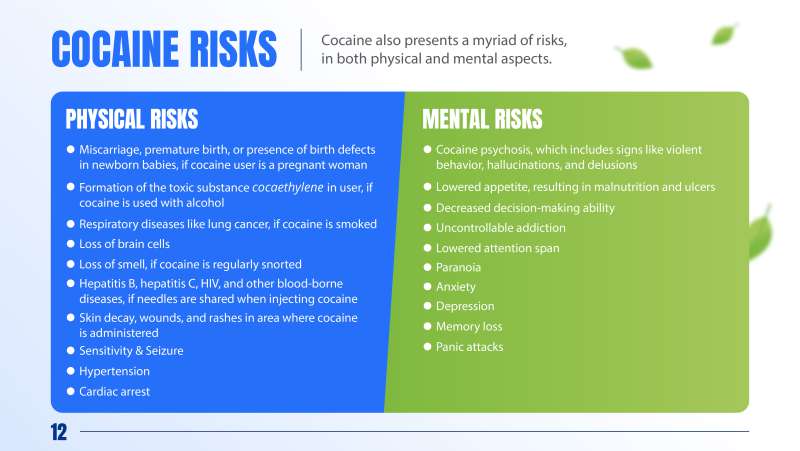 COCAINE RISKS
Cocaine also presents a myriad of risks,
in both physical and mental aspects.
PHYSICAL RISKS
Miscarriage, premature birth, or presence of birth defects
in newborn babies, if cocaine user is a pregnant woman
Formation of the toxic substance cocaethylene in user, if
cocaine is used with alcohol
Respiratory diseases like lung cancer, if cocaine is smoked
Loss of brain cells
Loss of smell, if cocaine is regularly snorted
Hepatitis B, hepatitis C, HIV, and other blood-borne
diseases, if needles are shared when injecting cocaine
Skin decay, wounds, and rashes in area where cocaine
is administered
Sensitivity & Seizure
Hypertension
Cardiac arrest
MENTAL RISKS
Cocaine psychosis, which includes signs like violent
behavior, hallucinations, and delusions
Lowered appetite, resulting in malnutrition and ulcers
Decreased decision-making ability
Uncontrollable addiction
Lowered attention span
Paranoia
Anxiety
Depression
Memory loss
Panic attacks
12